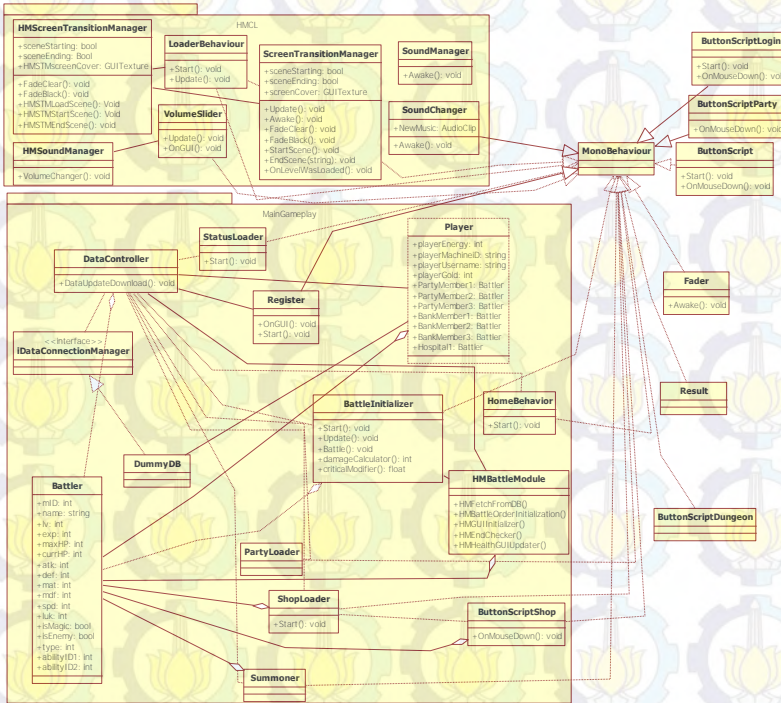 HMCL
HMScreenTransitionManager
+sceneStarting: bool
+sceneEnding: Bool
+HMSTMscreenCover: GUITexture
+FadeClear(): void
+FadeBlack(): void
+HMSTMLoadScene(): Void
+HMSTMStartScene(): Void
+HMSTMEndScene(): Void
LoaderBehaviour
+Start(): void
+Update(): void
ScreenTransitionManager
+sceneStarting: bool
+sceneEnding: bool
+screenCover: GUITexture
+Update(): void
+Awake(): void
+FadeClear(): void
+FadeBlack(): void
+StartScene(): void
+EndScene(string): void
+OnLevelWasLoaded(): void
SoundManager
+Awake(): void
VolumeSlider
+Update(): void
+OnGUI(): void
SoundChanger
+NewMusic: AudioClip
+Awake(): void
HMSoundManager
+VolumeChanger(): void
ButtonScriptLogin
+Start(): void
+OnMouseDown(): void
ButtonScriptParty
+OnMouseDown(): void
MonoBehaviour
ButtonScript
+Start(): void
+OnMouseDown(): void
MainGameplay
DataController
+DataUpdateDownload(): void
StatusLoader
+Start(): void
Player
+playerEnergy: int
+playerMachineID: string
+playerUsername: string
+playerGold: int
+PartyMember1: Battler
+PartyMember2: Battler
+PartyMember3: Battler
+BankMember1: Battler
+BankMember2: Battler
+BankMember3: Battler
+Hospital1: Battler
Register
+OnGUI(): void
+Start(): void
Fader
+Awake(): void
<<Interface>>
iDataConnectionManager
BattleInitializer
+Start(): void
+Update(): void
+Battle(): void
+damageCalculator(): int
+criticalModifier(): float
HomeBehavior
+Start(): void
Result
DummyDB
HMBattleModule
+HMFetchFromDB()
+HMBattleOrderInitialization()
+HMGUIInitializer()
+HMEndChecker()
+HMHealthGUIUpdater()
Battler
+mID: int
+name: string
+lv: int
+exp: int
+maxHP: int
+currHP: int
+atk: int
+def: int
+mat: int
+mdf: int
+spd: int
+luk: int
+isMagic: bool
+isEnemy: bool
+type: int
+abilityID1: int
+abilityID2: int
ButtonScriptDungeon
PartyLoader
ShopLoader
+Start(): void
ButtonScriptShop
+OnMouseDown(): void
Summoner